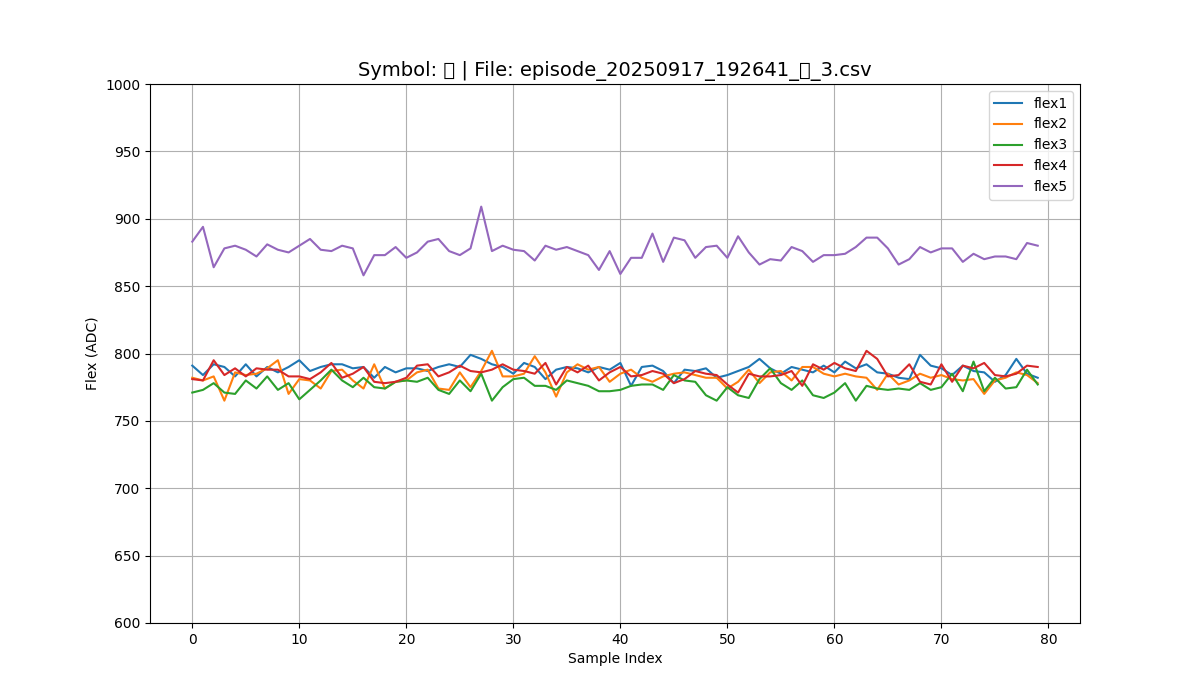 Symbol: | File: episode_20250917_192641_ _3.csv
1000
950
900
850
800
750
700
650
600
Flex (ADC)
0 10 20 30 40 50 60 70 80
Sample Index
flex1
flex2
flex3
flex4
flex5